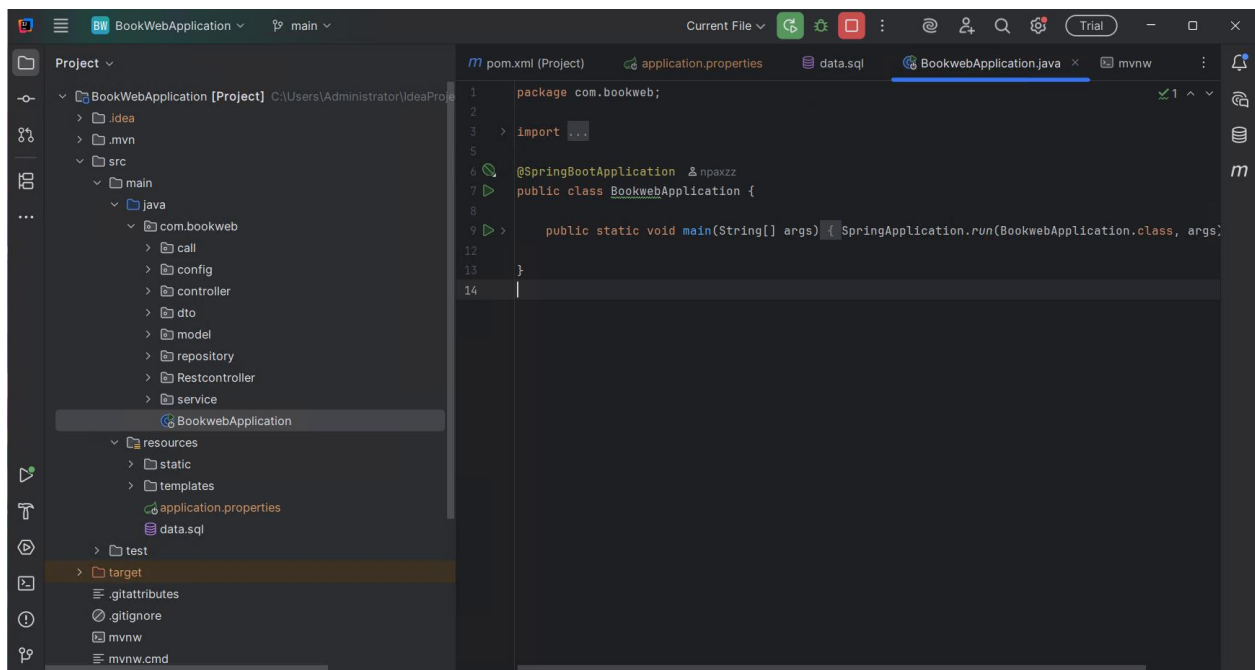 BW BookWebApplication main Current File Trial
Project
m pom.xml (Project) application.properties data.sql BookwebApplication.java mvnw
BookWebApplication [Project] C:\Users\Administrator\IdeaProje
.idea
.mvn
src
main
java
com.bookweb
call
config
controller
dto
model
repository
Restcontroller
service
BookwebApplication
resources
static
templates
application.properties
data.sql
test
target
.gitattributes
.gitignore
mvnw
mvnw.cmd
1 package com.bookweb; 1
2
3 import ...
5
6 @SpringBootApplication npaxzz
7 public class BookwebApplication {
8
9 public static void main(String[] args) { SpringApplication.run(BookwebApplication.class, args)
12
13 }
14
m